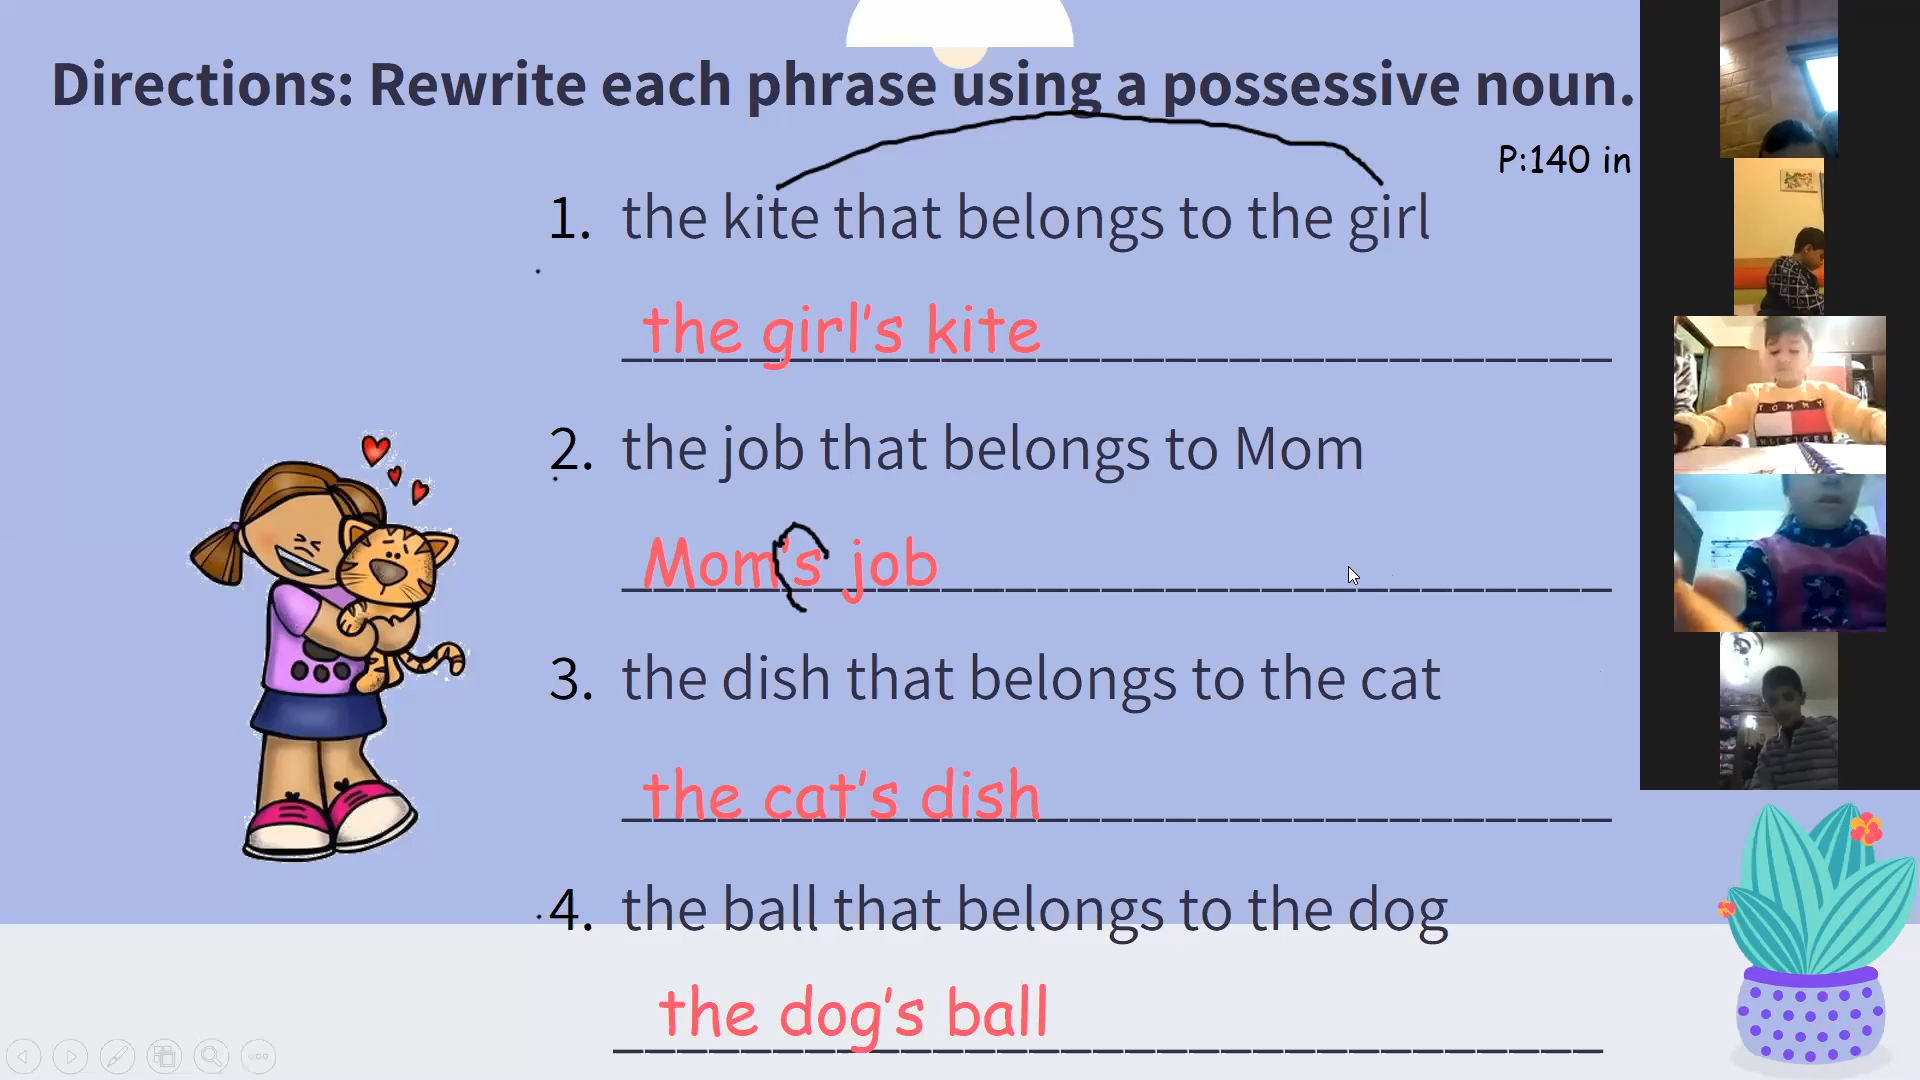 Directions: Rewrite each phrase using a possessive noun.
P:140 in
1. the kite that belongs to the girl
the girl's kite
2. the job that belongs to Mom
Mom's job
3. the dish that belongs to the cat
the cat's dish
4. the ball that belongs to the dog
the dog's ball
TOMMY
HILFIGER